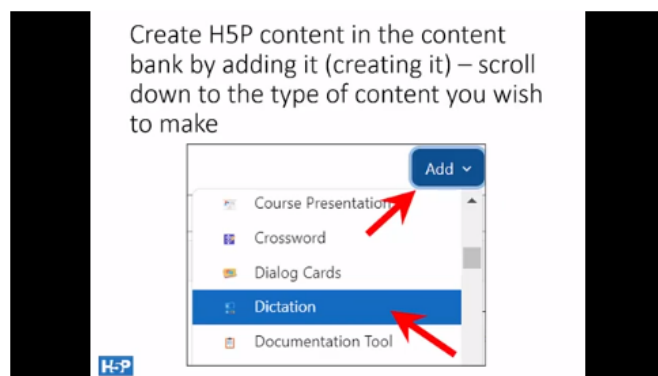 Create H5P content in the content
bank by adding it (creating it) – scroll
down to the type of content you wish
to make
Add
Course Presentation
Crossword
Dialog Cards
Dictation
Documentation Tool
H5P